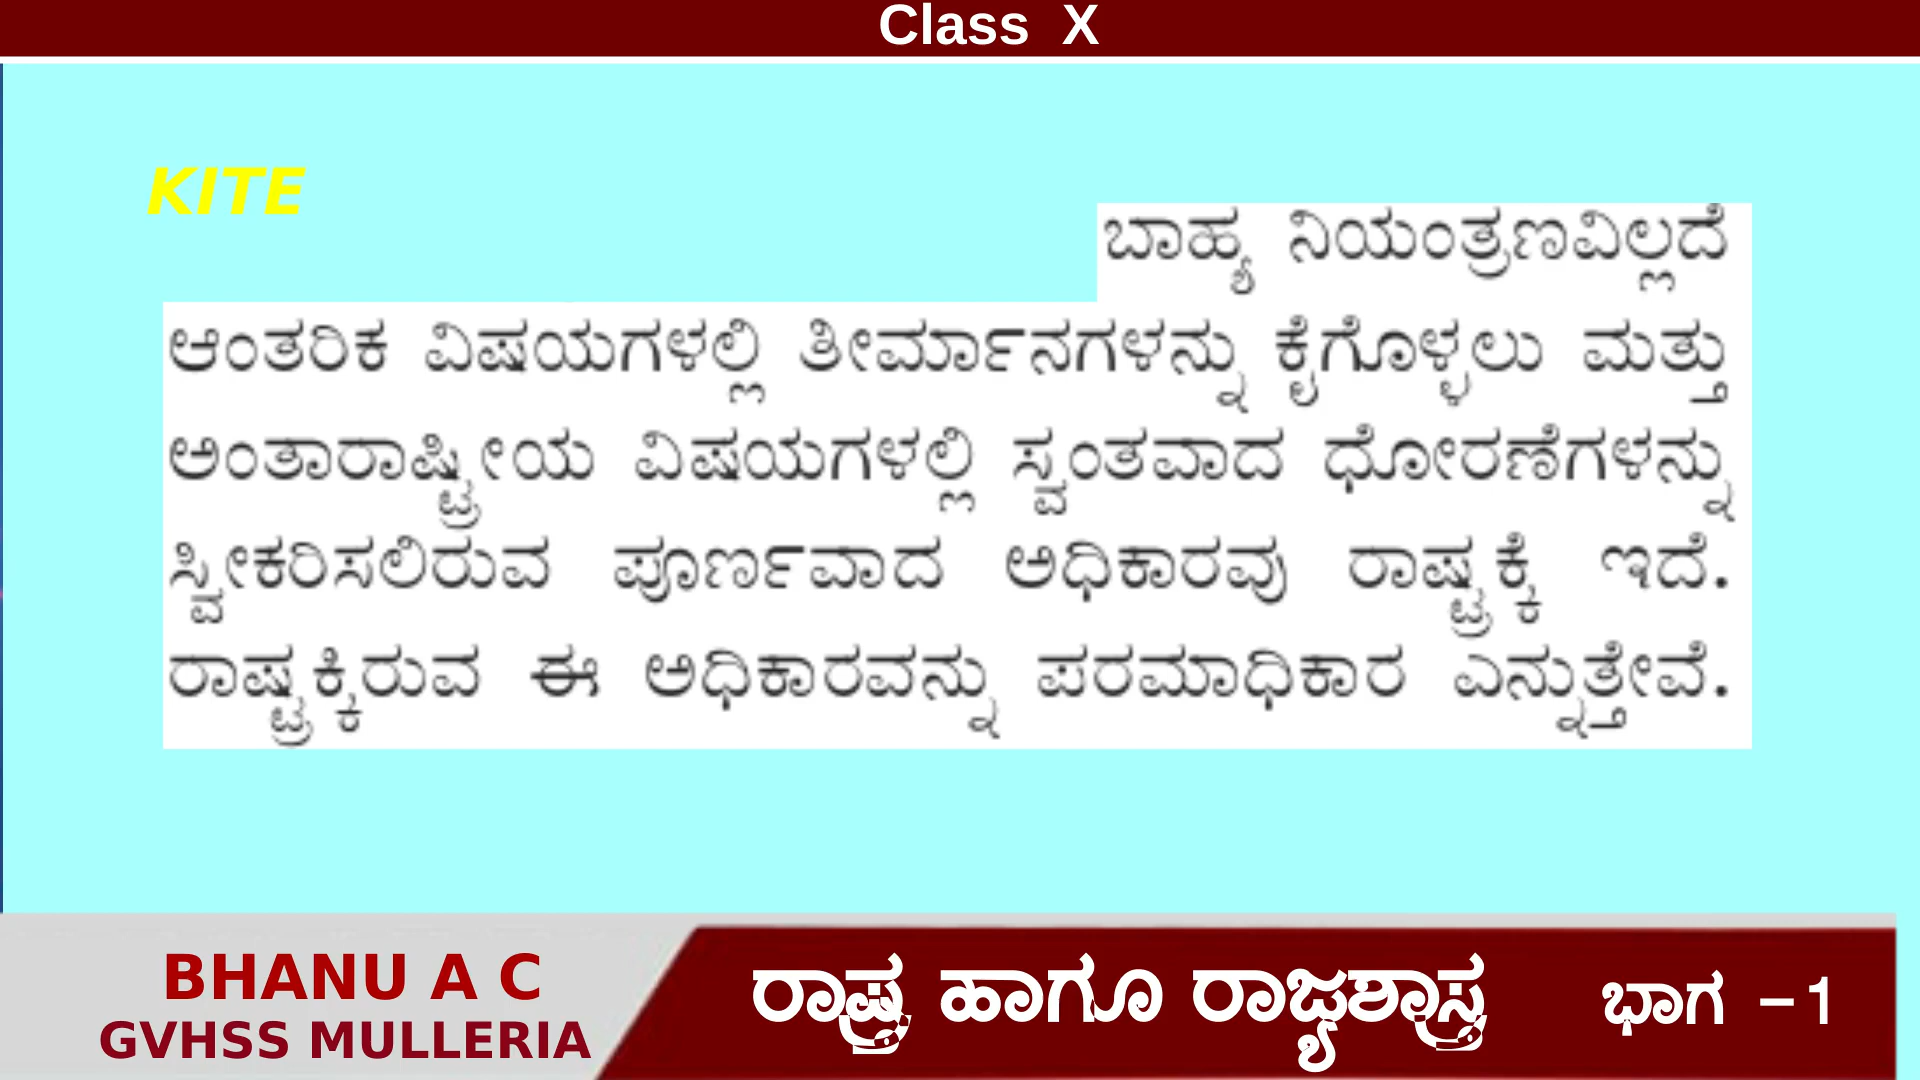 Class X
KITE
ಬಾಹ್ಯ ನಿಯಂತ್ರಣವಿಲ್ಲದೆ
ಆಂತರಿಕ ವಿಷಯಗಳಲ್ಲಿ ತೀರ್ಮಾನಗಳನ್ನು ಕೈಗೊಳ್ಳಲು ಮತ್ತು
ಅಂತಾರಾಷ್ಟ್ರೀಯ ವಿಷಯಗಳಲ್ಲಿ ಸ್ವಂತವಾದ ಧೋರಣೆಗಳನ್ನು
ಸ್ವೀಕರಿಸಲಿರುವ ಪೂರ್ಣವಾದ ಅಧಿಕಾರವು ರಾಷ್ಟ್ರಕ್ಕೆ ಇದೆ.
ರಾಷ್ಟ್ರಕ್ಕಿರುವ ಈ ಅಧಿಕಾರವನ್ನು ಪರಮಾಧಿಕಾರ ಎನ್ನುತ್ತೇವೆ.
BHANU A C
GVHSS MULLERIA
ರಾಷ್ಟ್ರ ಹಾಗೂ ರಾಜ್ಯಶಾಸ್ತ್ರ ಭಾಗ –1